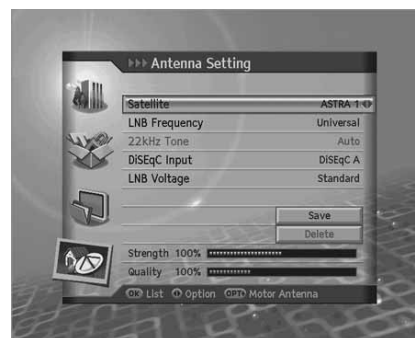 Antenna Setting
Satellite ASTRA 1
LNB Frequency Universal
22kHz Tone Auto
DiSEqC Input DiSEqC A
LNB Voltage Standard
Save
Delete
Strength 100%
Quality 100%
OK List Option OPT+ Motor Antenna